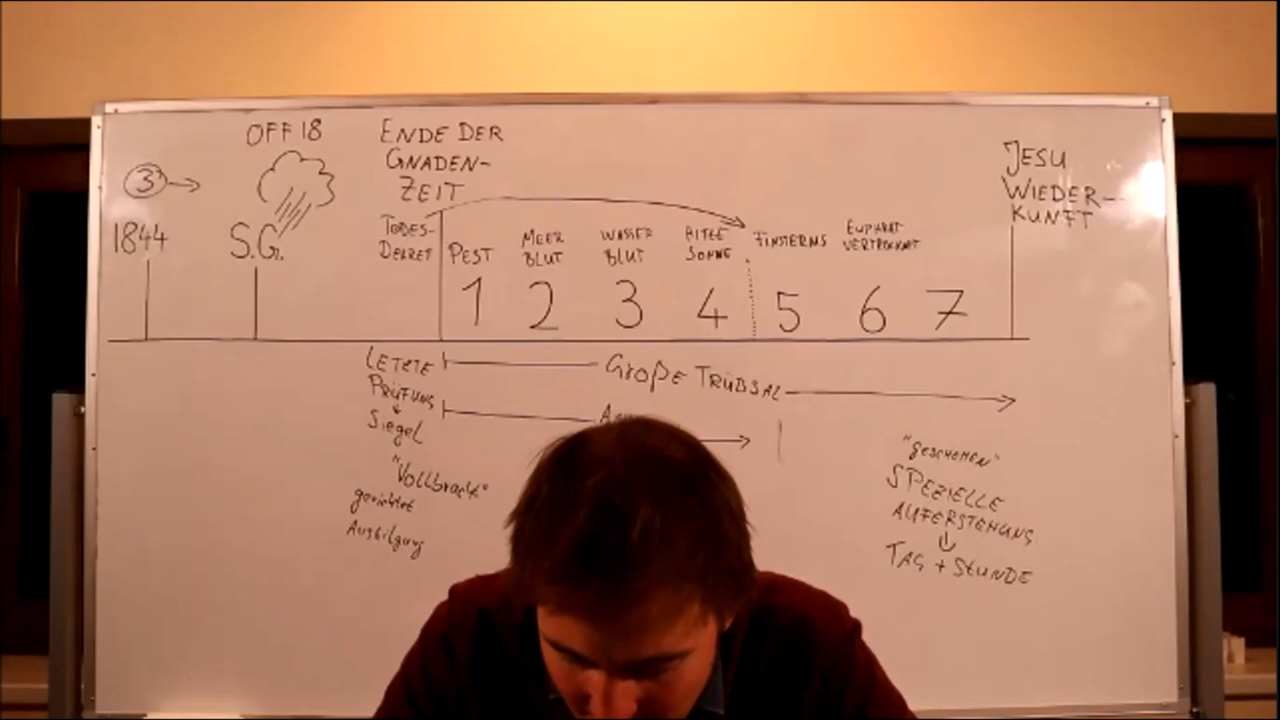 OFF 18
ENDE DER
GNADEN-
ZEIT
JESU
WIEDER-
KUNFT
3
1844
S.G.
TODES-
DEKRET
PEST
MEER
BLUT
WASSER
BLUT
HITZE
SONNE
FINSTERNIS
EUPHRAT
VERTROCKNET
1 2 3 4 5 6 7
LETZTE
PRÜFUNG
Siegel
GROßE TRÜBSAL
"Vollbracht"
gerichtet
Austilgung
"geschehen"
SPEZIELLE
AUFERSTEHUNG
TAG + STUNDE